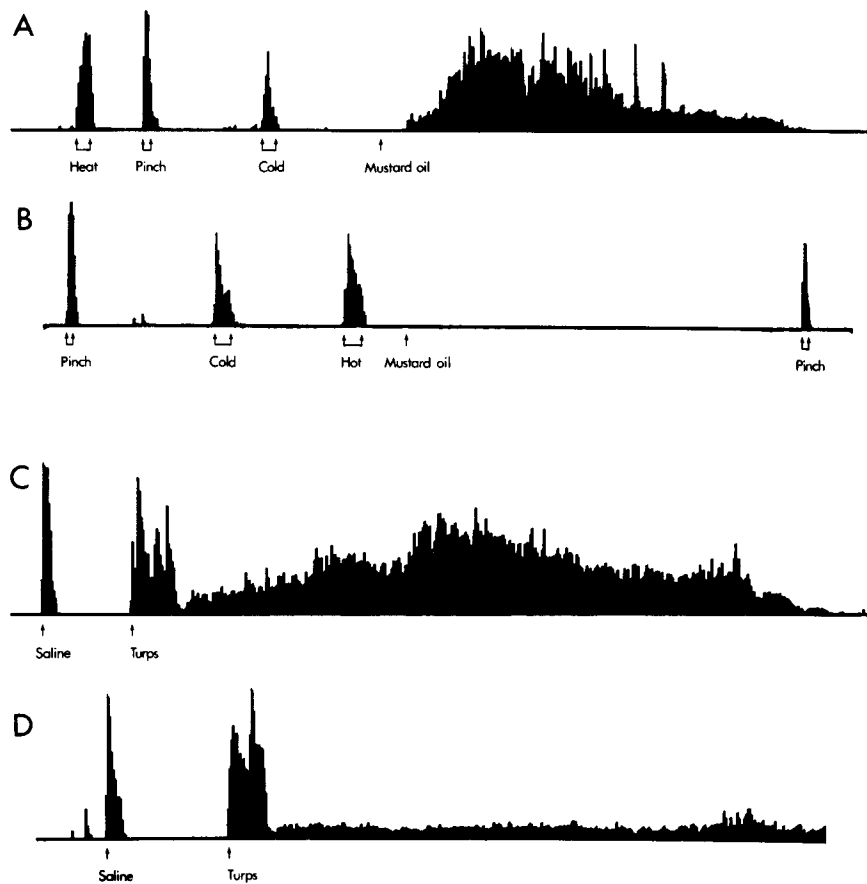 A
Heat Pinch Cold Mustard oil
B
Pinch Cold Hot Mustard oil Pinch
C
Saline Turps
D
Saline Turps